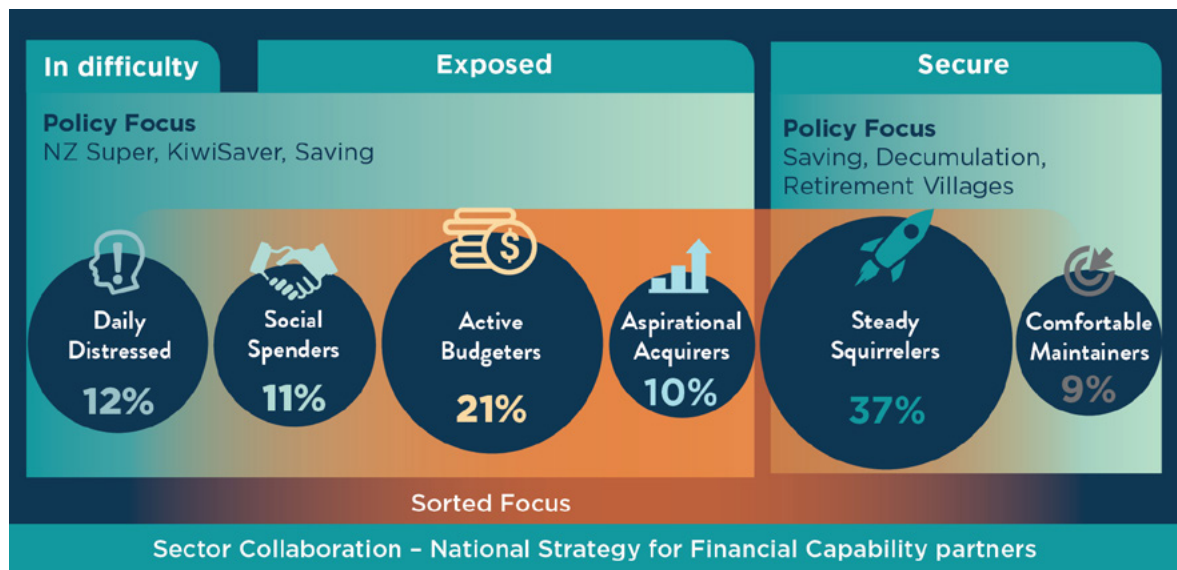 In difficulty
Exposed
Secure
Policy Focus
NZ Super, KiwiSaver, Saving
Policy Focus
Saving, Decumulation,
Retirement Villages
$
Daily
Distressed
12%
Social
Spenders
11%
Active
Budgeters
21%
Aspirational
Acquirers
10%
Steady
Squirrelers
37%
Comfortable
Maintainers
9%
Sorted Focus
Sector Collaboration – National Strategy for Financial Capability partners